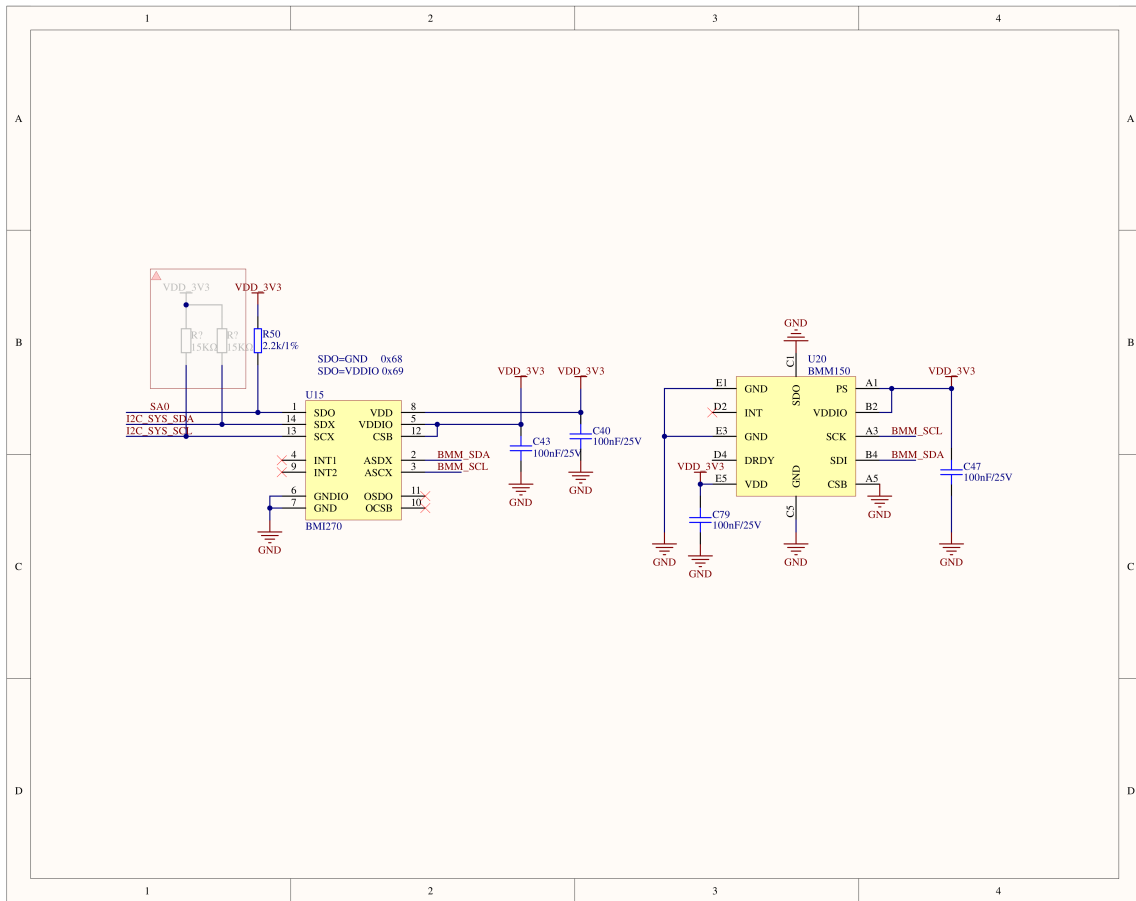 1 2 3 4
A A
B B
C C
D D
1 2 3 4
VDD_3V3
R?
15KΩ
R?
15KΩ
VDD_3V3
R50
2.2k/1%
SDO=GND 0x68
SDO=VDDIO 0x69
SA0
I2C_SYS_SDA
I2C_SYS_SCL
U15
1 SDO VDD 8
14 SDX VDDIO 5
13 SCX CSB 12
4 INT1 ASDX 2 BMM_SDA
9 INT2 ASCX 3 BMM_SCL
6 GNDIO OSDO 11
7 GND OCSB 10
BMI270
GND
VDD_3V3
C43
100nF/25V
GND
VDD_3V3
C40
100nF/25V
GND
GND
C1
U20
BMM150
E1 GND SDO PS A1
D2 INT VDDIO B2
E3 GND SCK A3 BMM_SCL
D4 DRDY SDI B4 BMM_SDA
E5 VDD GND CSB A5
C5
VDD_3V3
C79
100nF/25V
GND
GND
GND
GND
VDD_3V3
C47
100nF/25V
GND